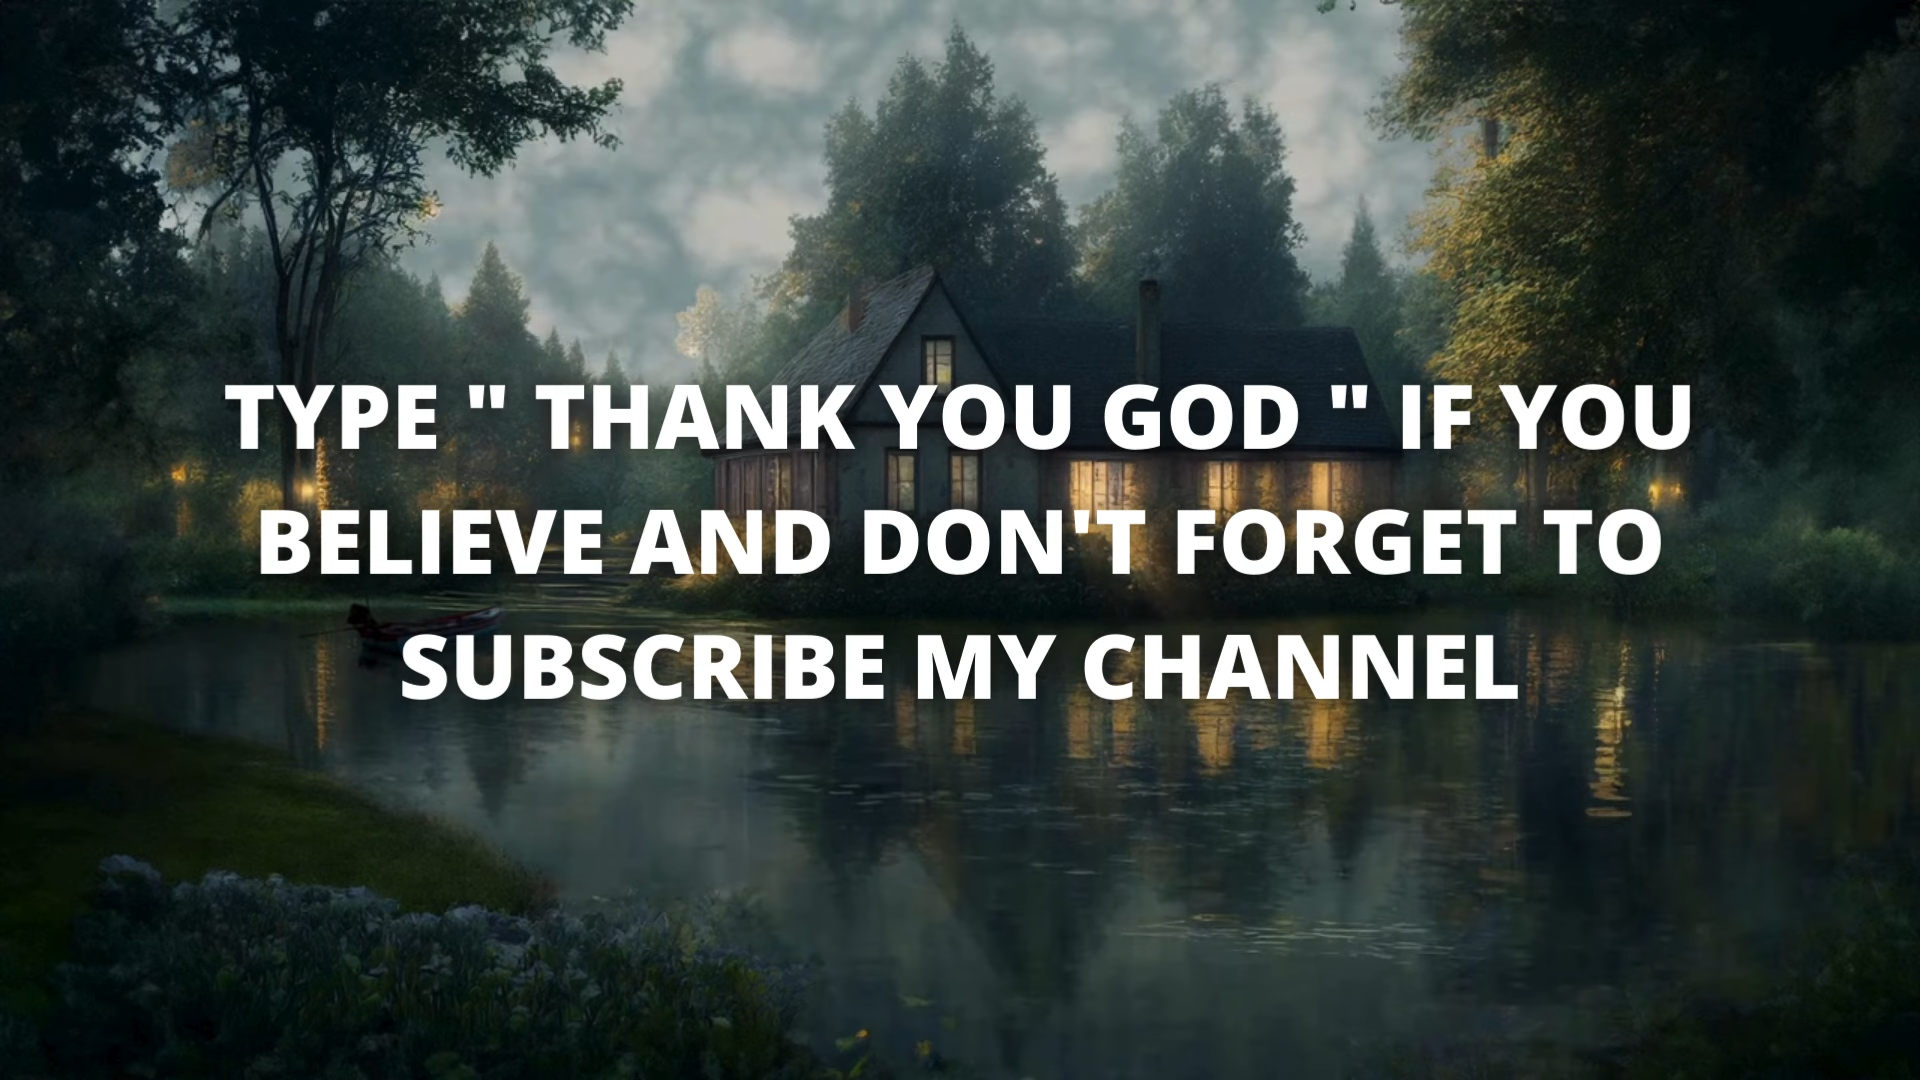 TYPE " THANK YOU GOD " IF YOU
BELIEVE AND DON'T FORGET TO
SUBSCRIBE MY CHANNEL